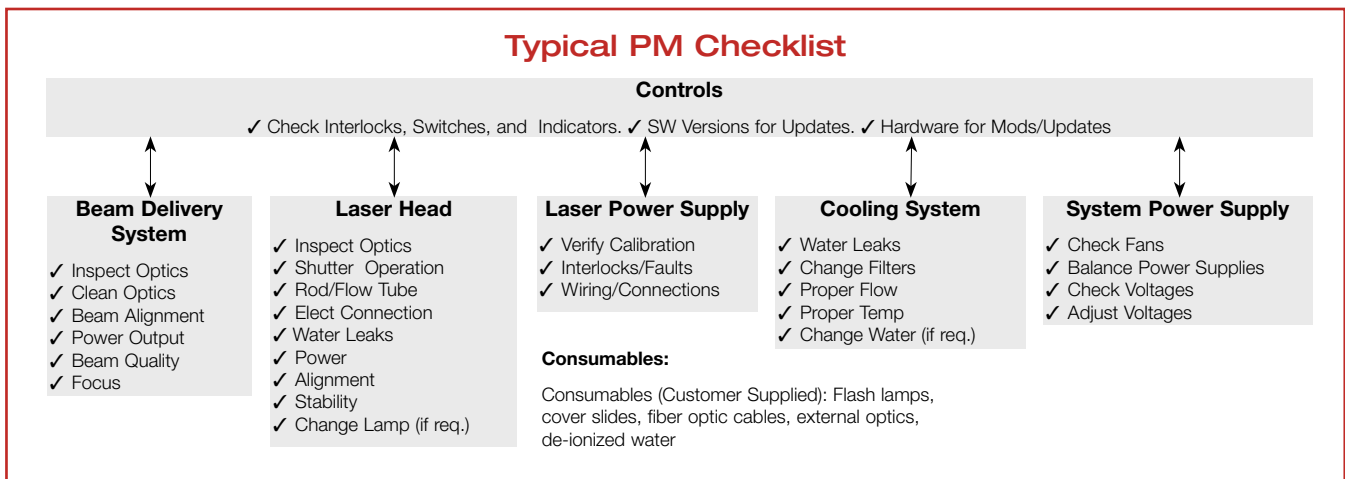 Typical PM Checklist
Controls
✓ Check Interlocks, Switches, and Indicators. ✓ SW Versions for Updates. ✓ Hardware for Mods/Updates
Beam Delivery
System
✓ Inspect Optics
✓ Clean Optics
✓ Beam Alignment
✓ Power Output
✓ Beam Quality
✓ Focus
Laser Head
✓ Inspect Optics
✓ Shutter Operation
✓ Rod/Flow Tube
✓ Elect Connection
✓ Water Leaks
✓ Power
✓ Alignment
✓ Stability
✓ Change Lamp (if req.)
Laser Power Supply
✓ Verify Calibration
✓ Interlocks/Faults
✓ Wiring/Connections
Cooling System
✓ Water Leaks
✓ Change Filters
✓ Proper Flow
✓ Proper Temp
✓ Change Water (if req.)
System Power Supply
✓ Check Fans
✓ Balance Power Supplies
✓ Check Voltages
✓ Adjust Voltages
Consumables:
Consumables (Customer Supplied): Flash lamps,
cover slides, fiber optic cables, external optics,
de-ionized water